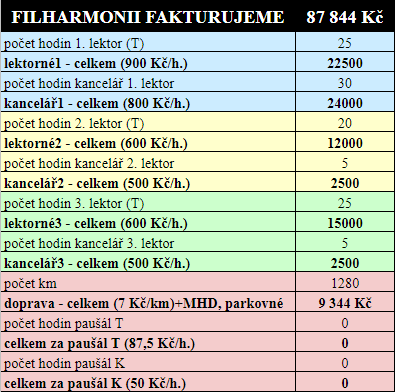 FILHARMONII FAKTURUJEME 87 844 Kč
počet hodin 1. lektor (T) 25
lektorné1 - celkem (900 Kč/h.) 22500
počet hodin kancelář 1. lektor 30
kancelář1 - celkem (800 Kč/h.) 24000
počet hodin 2. lektor (T) 20
lektorné2 - celkem (600 Kč/h.) 12000
počet hodin kancelář 2. lektor 5
kancelář2 - celkem (500 Kč/h.) 2500
počet hodin 3. lektor (T) 25
lektorné3 - celkem (600 Kč/h.) 15000
počet hodin kancelář 3. lektor 5
kancelář3 - celkem (500 Kč/h.) 2500
počet km 1280
doprava - celkem (7 Kč/km)+MHD, parkovné 9 344 Kč
počet hodin paušál T 0
celkem za paušál T (87,5 Kč/h.) 0
počet hodin paušál K 0
celkem za paušál K (50 Kč/h.) 0